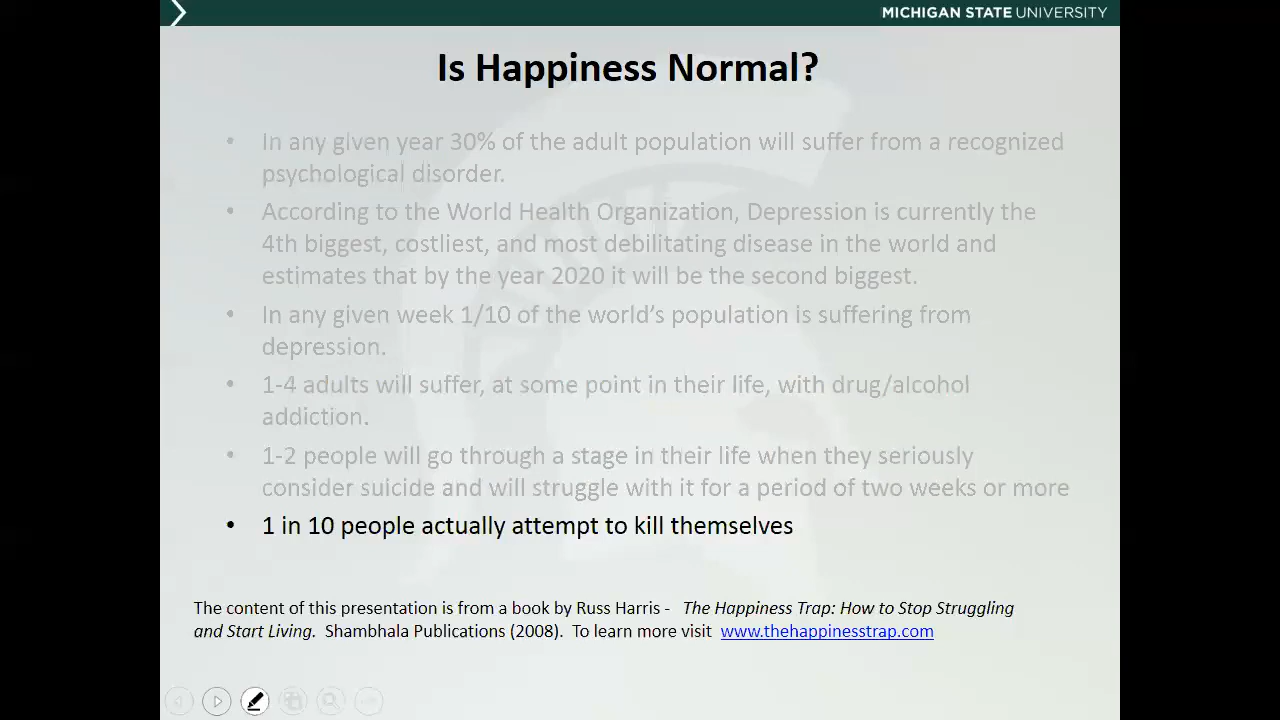 MICHIGAN STATE UNIVERSITY
Is Happiness Normal?
• In any given year 30% of the adult population will suffer from a recognized
psychological disorder.
• According to the World Health Organization, Depression is currently the
4th biggest, costliest, and most debilitating disease in the world and
estimates that by the year 2020 it will be the second biggest.
• In any given week 1/10 of the world's population is suffering from
depression.
• 1-4 adults will suffer, at some point in their life, with drug/alcohol
addiction.
• 1-2 people will go through a stage in their life when they seriously
consider suicide and will struggle with it for a period of two weeks or more
• 1 in 10 people actually attempt to kill themselves
The content of this presentation is from a book by Russ Harris - The Happiness Trap: How to Stop Struggling
and Start Living. Shambhala Publications (2008). To learn more visit www.thehappinesstrap.com